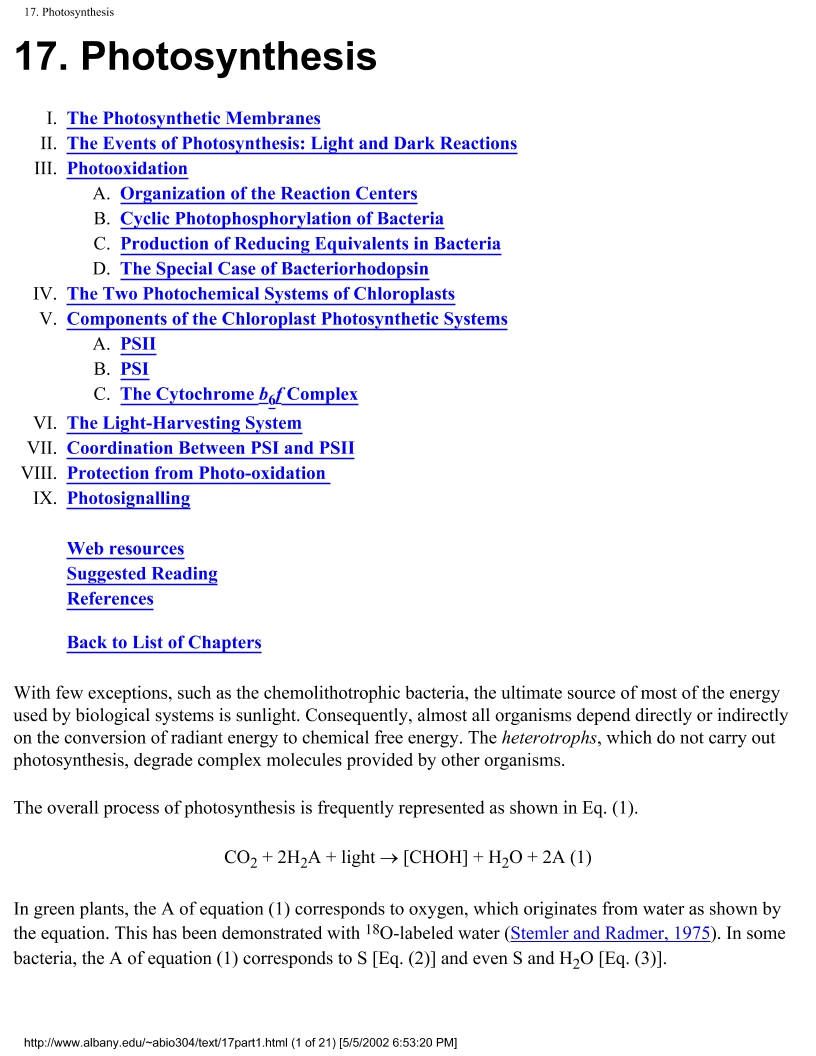 17. Photosynthesis
17. Photosynthesis
I. The Photosynthetic Membranes
II. The Events of Photosynthesis: Light and Dark Reactions
III. Photooxidation
A. Organization of the Reaction Centers
B. Cyclic Photophosphorylation of Bacteria
C. Production of Reducing Equivalents in Bacteria
D. The Special Case of Bacteriorhodopsin
IV. The Two Photochemical Systems of Chloroplasts
V. Components of the Chloroplast Photosynthetic Systems
A. PSII
B. PSI
C. The Cytochrome b₆f Complex
VI. The Light-Harvesting System
VII. Coordination Between PSI and PSII
VIII. Protection from Photo-oxidation
IX. Photosignalling
Web resources
Suggested Reading
References
Back to List of Chapters
With few exceptions, such as the chemolithotrophic bacteria, the ultimate source of most of the energy
used by biological systems is sunlight. Consequently, almost all organisms depend directly or indirectly
on the conversion of radiant energy to chemical free energy. The heterotrophs, which do not carry out
photosynthesis, degrade complex molecules provided by other organisms.
The overall process of photosynthesis is frequently represented as shown in Eq. (1).
CO₂ + 2H₂A + light → [CHOH] + H₂O + 2A (1)
In green plants, the A of equation (1) corresponds to oxygen, which originates from water as shown by
the equation. This has been demonstrated with ¹⁸O-labeled water (Stemler and Radmer, 1975). In some
bacteria, the A of equation (1) corresponds to S [Eq. (2)] and even S and H₂O [Eq. (3)].
http://www.albany.edu/~abio304/text/17part1.html (1 of 21) [5/5/2002 6:53:20 PM]